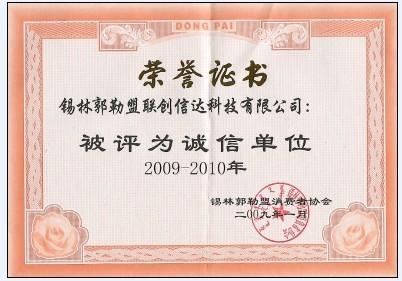 DONG PAI
荣誉证书
锡林郭勒盟联创信达科技有限公司：
被评为诚信单位
2009-2010年
锡林郭勒盟消费者协会
二00九年一月